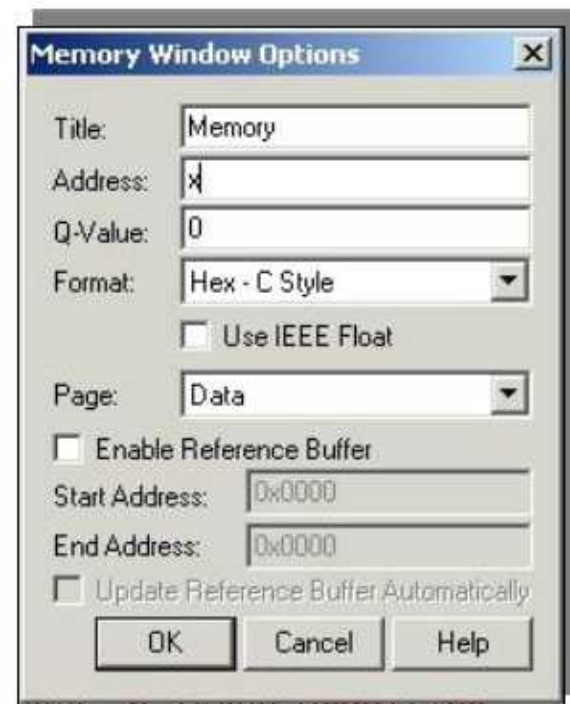 Memory Window Options
Title: Memory
Address: x
Q-Value: 0
Format: Hex - C Style
Use IEEE Float
Page: Data
Enable Reference Buffer
Start Address: 0x0000
End Address: 0x0000
Update Reference Buffer Automatically
OK Cancel Help